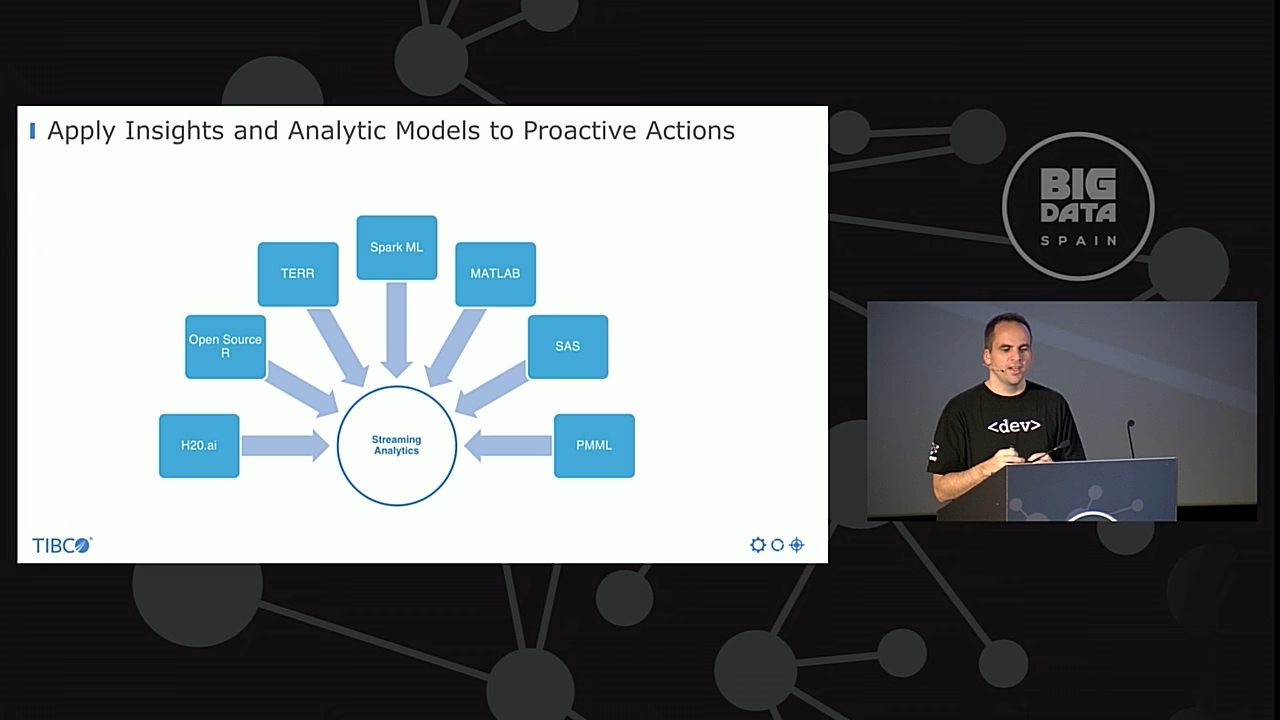 Apply Insights and Analytic Models to Proactive Actions
Spark ML
TERR
MATLAB
Open Source
R
SAS
H20.ai
Streaming
Analytics
PMML
TIBCO
BIG
DATA
SPAIN
<dev>